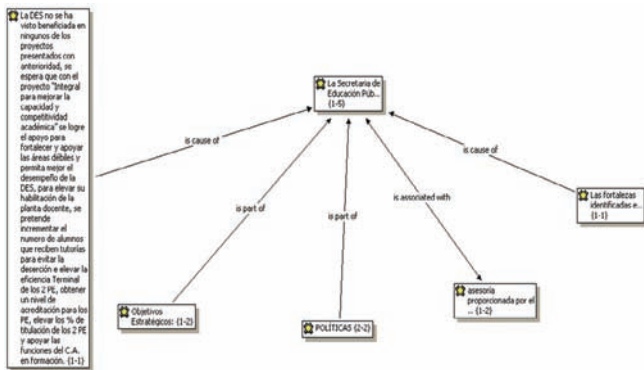 La DES no se ha
visto beneficiada en
ningunos de los
proyectos
presentados con
anterioridad, se
espera que con el
proyecto "Integral
para mejorar la
capacidad y
competitividad
académica" se logre
el apoyo para
fortalecer y apoyar
las áreas débiles y
permita mejor el
desempeño de la
DES, para elevar su
habilitación de la
planta docente, se
pretende
incrementar el
numero de alumnos
que reciben tutorías
para evitar la
deserción e elevar la
eficiencia Terminal
de los 2 PE, obtener
un nivel de
acreditación para los
PE, elevar los % de
titulación de los 2 PE
y apoyar las
funciones del C.A.
en formación. {1-1}
La Secretaria de
Educación Púb...
{1-5}
is cause of
is part of
is part of
is associated with
is cause of
Las fortalezas
identificadas e...
{1-1}
Objetivos
Estratégicos: {1-2}
POLÍTICAS {2-2}
asesoría
proporcionada por el
... {1-2}